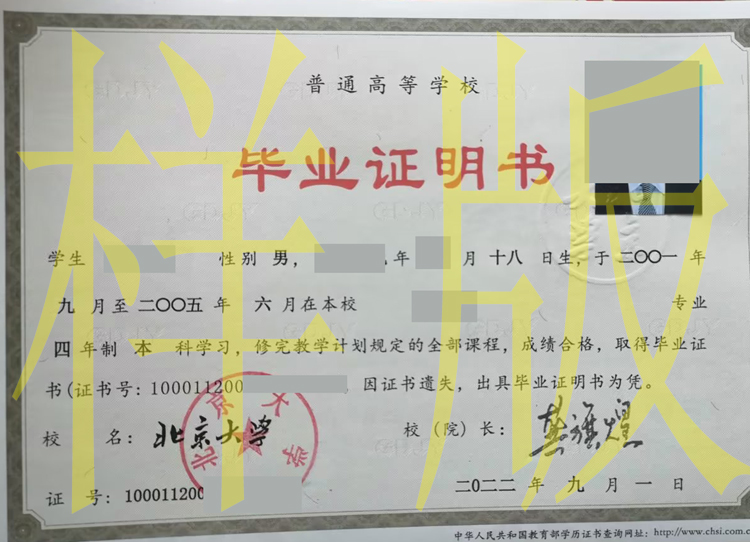 样版
普通高等学校
毕业证明书
学生 性别 男， 年 月 十八 日生，于 二〇〇一 年
九 月至 二〇〇五 年 六 月在本校 专业
四 年制 本 科学习，修完教学计划规定的全部课程，成绩合格，取得毕业证
书(证书号：100011200 ，因证书遗失，出具毕业证明书为凭。
校 名：北京大学 校（院）长：
北京大学
证 号：100011200 二〇二二 年 九 月 一 日
中华人民共和国教育部学历证书查询网址：http://www.chsi.com.c